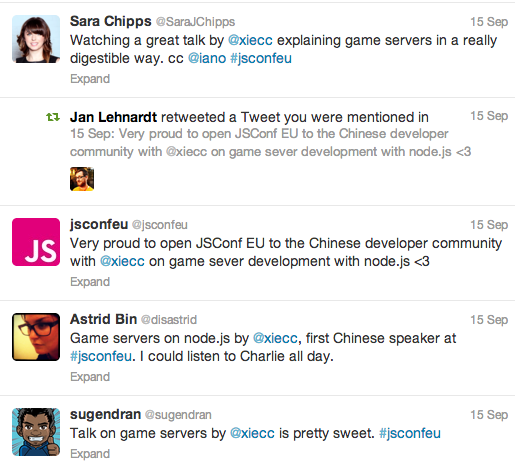 Sara Chipps @SaraJChipps 15 Sep
Watching a great talk by @xiecc explaining game servers in a really
digestible way. cc @iano #jsconfeu
Expand
Jan Lehnardt retweeted a Tweet you were mentioned in 15 Sep
15 Sep: Very proud to open JSConf EU to the Chinese developer
community with @xiecc on game sever development with node.js <3
JS
jsconfeu @jsconfeu 15 Sep
Very proud to open JSConf EU to the Chinese developer community
with @xiecc on game sever development with node.js <3
Expand
Astrid Bin @disastrid 15 Sep
Game servers on node.js by @xiecc, first Chinese speaker at
#jsconfeu. I could listen to Charlie all day.
Expand
sugendran @sugendran 15 Sep
Talk on game servers by @xiecc is pretty sweet. #jsconfeu
Expand